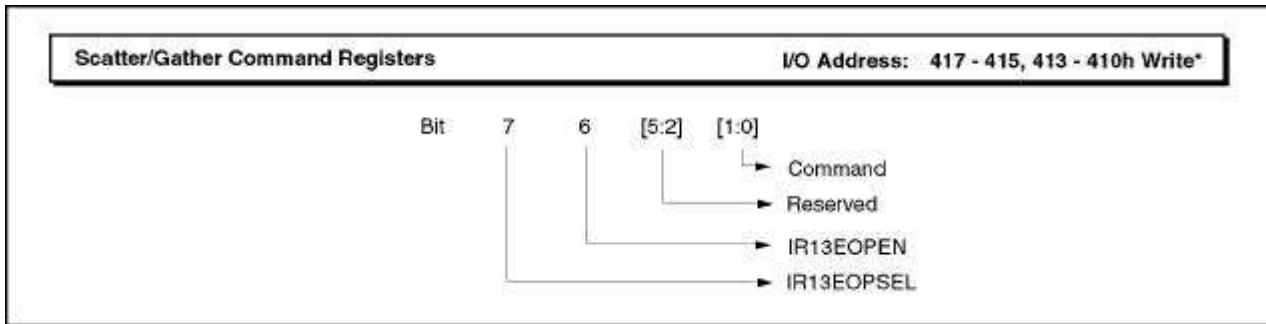 Scatter/Gather Command Registers I/O Address: 417 - 415, 413 - 410h Write*
Bit 7 6 [5:2] [1:0]
Command
Reserved
IR13EOPEN
IR13EOPSEL